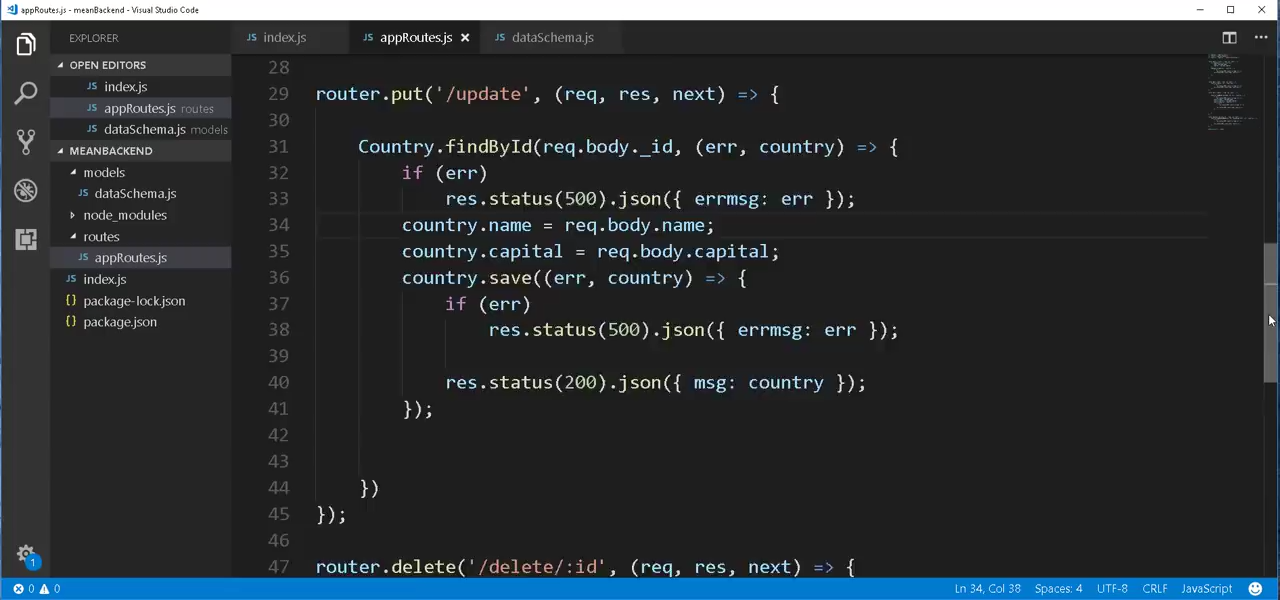 appRoutes.js - meanBackend - Visual Studio Code
EXPLORER
OPEN EDITORS
JS index.js
JS appRoutes.js routes
JS dataSchema.js models
MEANBACKEND
models
JS dataSchema.js
node_modules
routes
JS appRoutes.js
JS index.js
{} package-lock.json
{} package.json
1
JS index.js
JS appRoutes.js
JS dataSchema.js
28
29 router.put('/update', (req, res, next) => {
30
31 Country.findById(req.body._id, (err, country) => {
32 if (err)
33 res.status(500).json({ errmsg: err });
34 country.name = req.body.name;
35 country.capital = req.body.capital;
36 country.save((err, country) => {
37 if (err)
38 res.status(500).json({ errmsg: err });
39
40 res.status(200).json({ msg: country });
41 });
42
43
44 })
45 });
46
47 router.delete('/delete/:id', (req, res, next) => {
0 0 Ln 34, Col 38 Spaces: 4 UTF-8 CRLF JavaScript